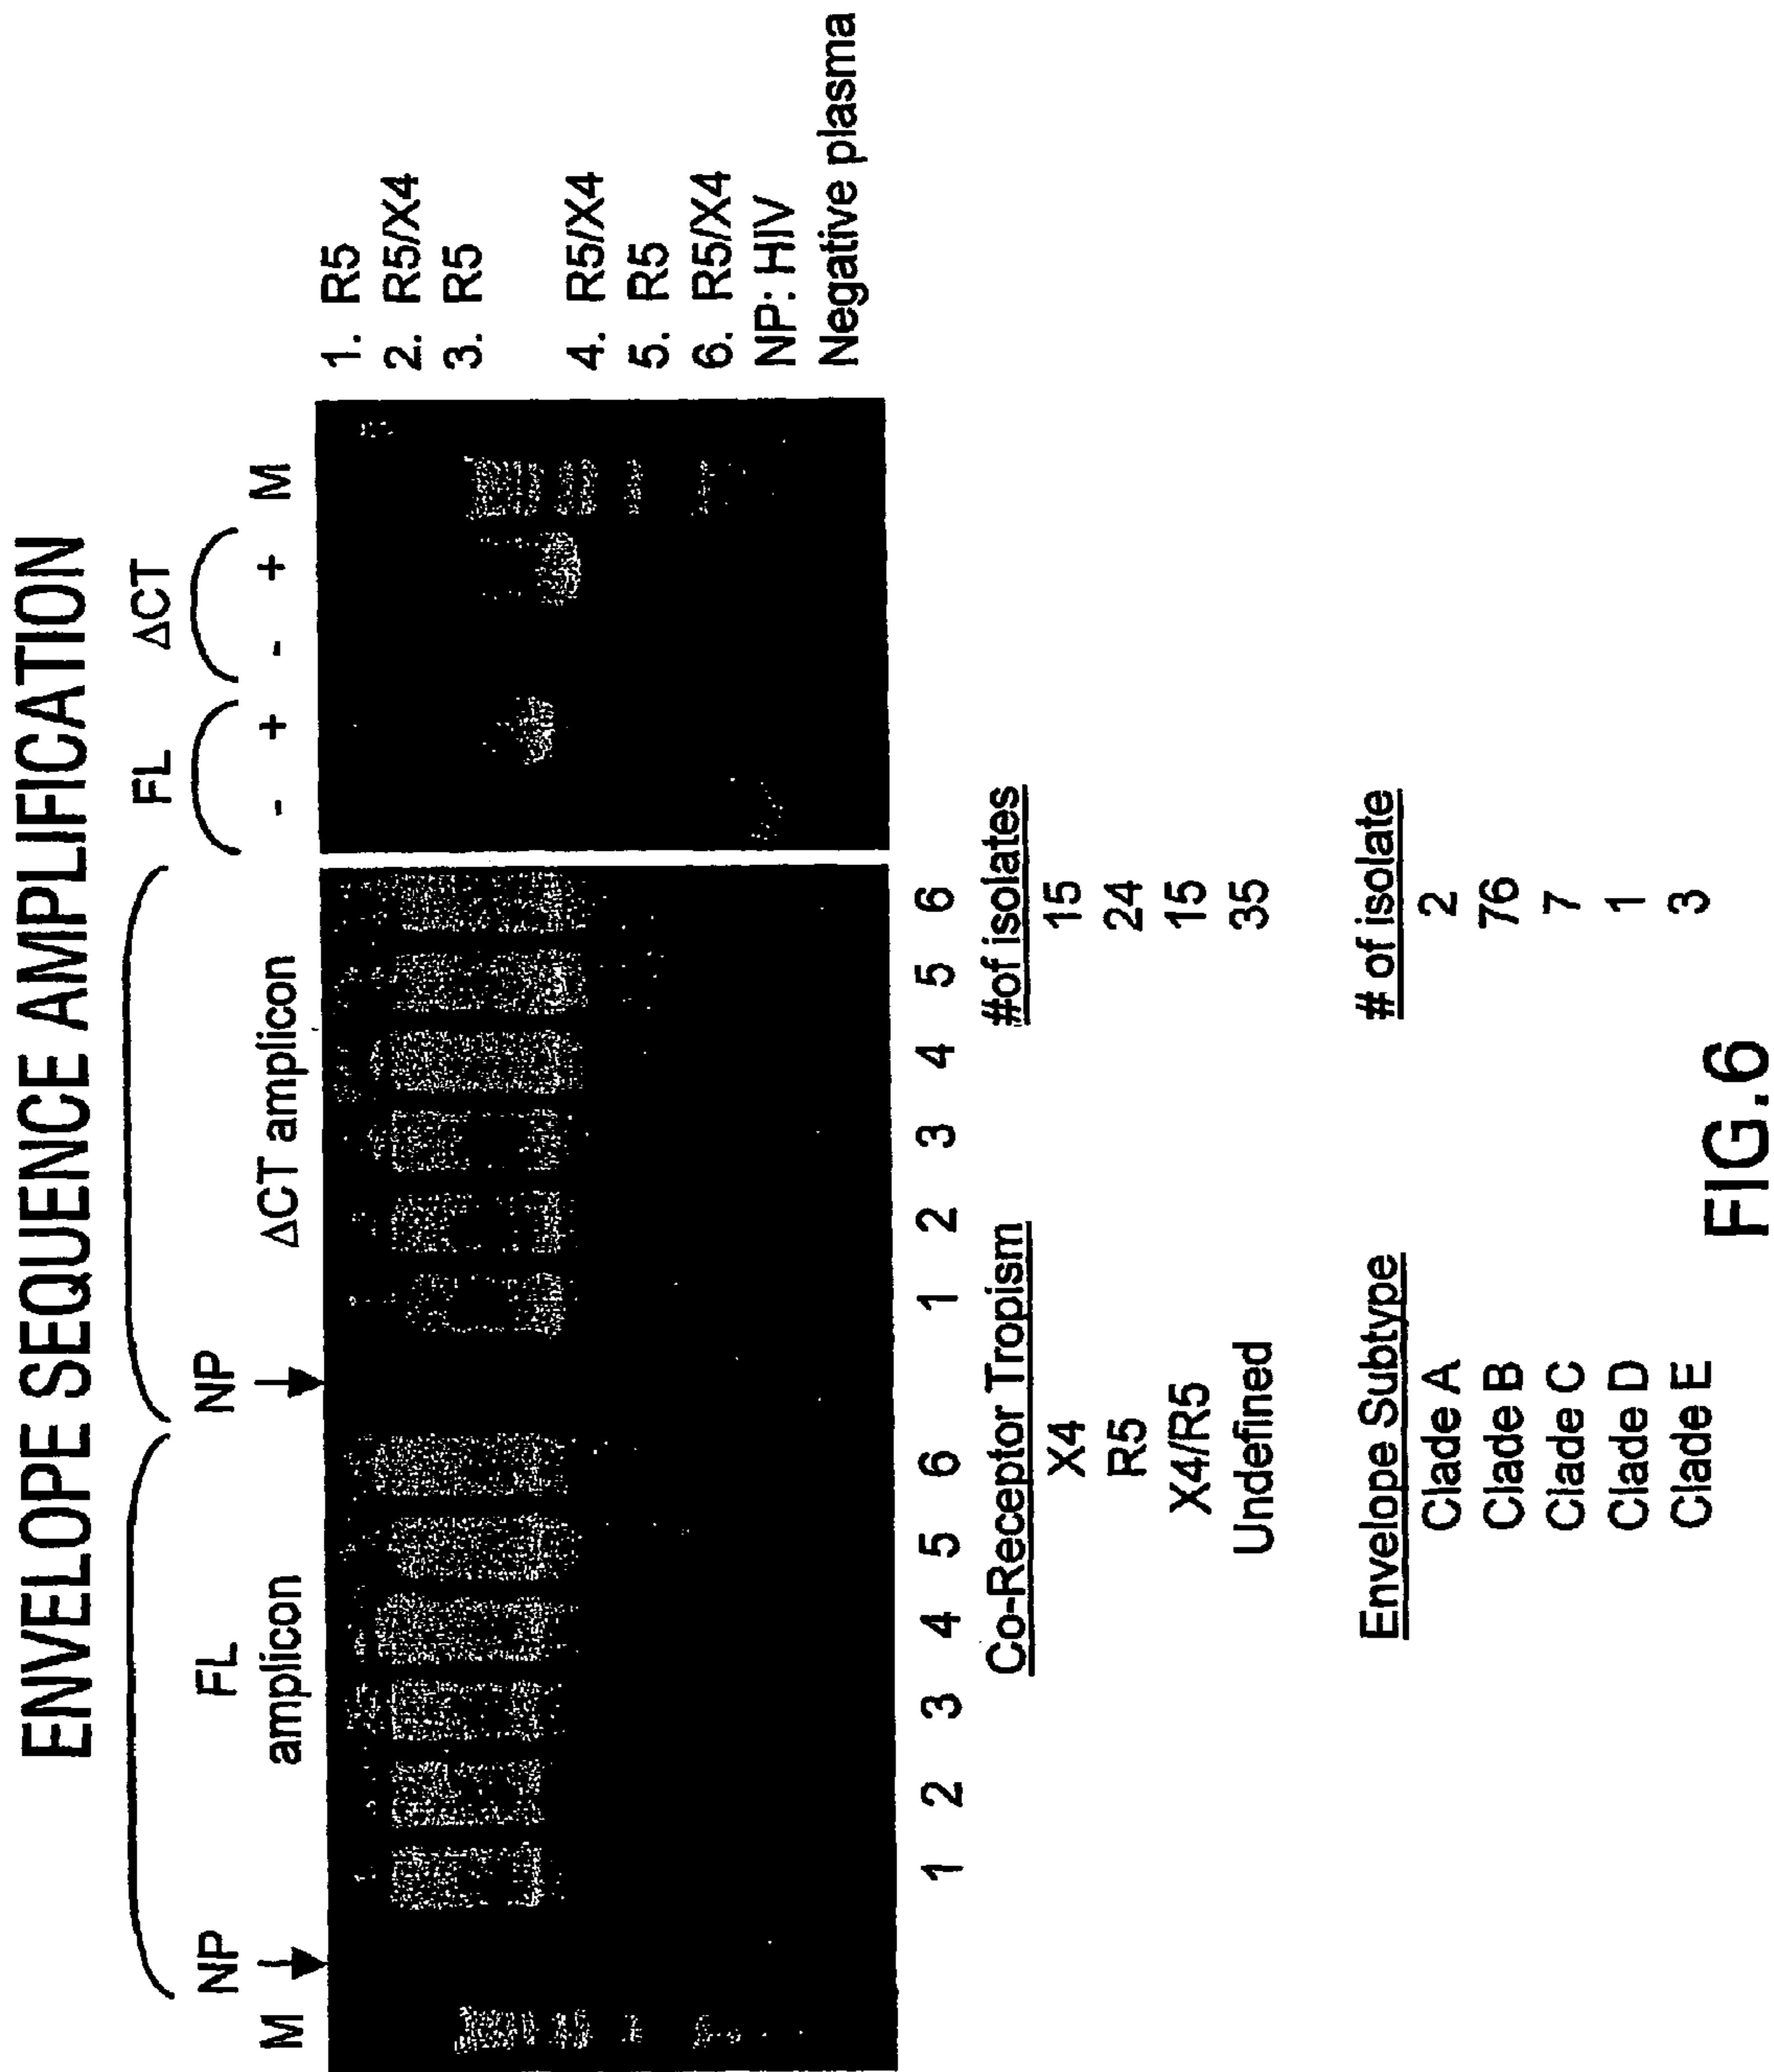 ENVELOPE SEQUENCE AMPLIFICATION
FL ΔCT
M NP FL amplicon NP ΔCT amplicon - + - + M
1. R5
2. R5/X4
3. R5
4. R5/X4
5. R5
6. R5/X4
NP: HIV
Negative plasma
1 2 3 4 5 6 1 2 3 4 5 6
Co-Receptor Tropism #of isolates
X4 15
R5 24
X4/R5 15
Undefined 35
Envelope Subtype # of isolate
Clade A 2
Clade B 76
Clade C 7
Clade D 1
Clade E 3
FIG.6